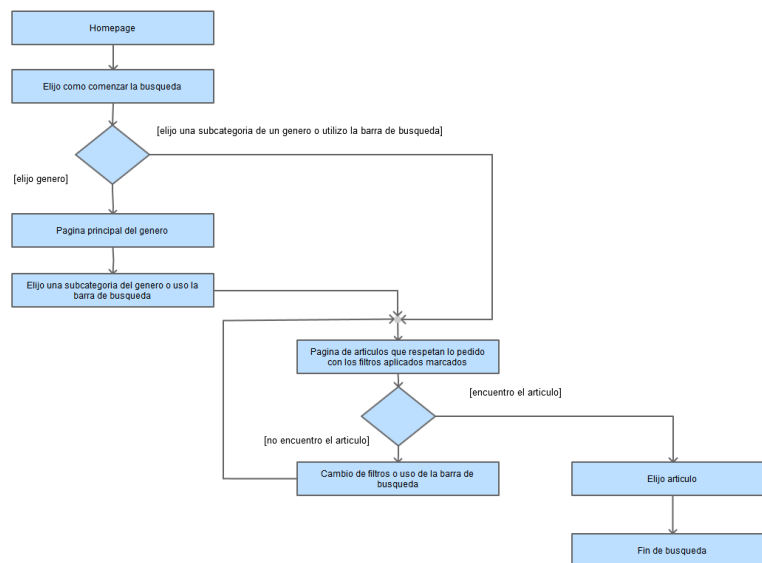 Homepage
Elijo como comenzar la busqueda
[elijo una subcategoria de un genero o utilizo la barra de busqueda]
[elijo genero]
Pagina principal del genero
Elijo una subcategoria del genero o uso la
barra de busqueda
Pagina de articulos que respetan lo pedido
con los filtros aplicados marcados
[encuentro el articulo]
[no encuentro el articulo]
Cambio de filtros o uso de la barra de
busqueda
Elijo articulo
Fin de busqueda